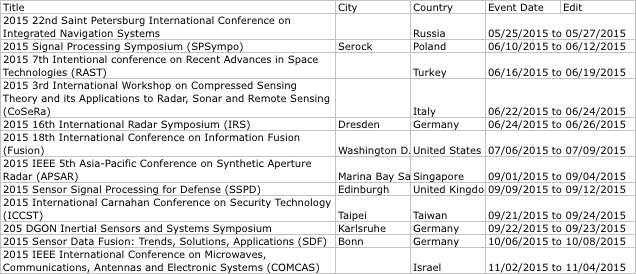 Title City Country Event Date Edit
2015 22nd Saint Petersburg International Conference on
Integrated Navigation Systems Russia 05/25/2015 to 05/27/2015
2015 Signal Processing Symposium (SPSympo) Serock Poland 06/10/2015 to 06/12/2015
2015 7th Intentional conference on Recent Advances in Space
Technologies (RAST) Turkey 06/16/2015 to 06/19/2015
2015 3rd International Workshop on Compressed Sensing
Theory and its Applications to Radar, Sonar and Remote Sensing
(CoSeRa) Italy 06/22/2015 to 06/24/2015
2015 16th International Radar Symposium (IRS) Dresden Germany 06/24/2015 to 06/26/2015
2015 18th International Conference on Information Fusion
(Fusion) Washington D. United States 07/06/2015 to 07/09/2015
2015 IEEE 5th Asia-Pacific Conference on Synthetic Aperture
Radar (APSAR) Marina Bay Sa Singapore 09/01/2015 to 09/04/2015
2015 Sensor Signal Processing for Defense (SSPD) Edinburgh United Kingdo 09/09/2015 to 09/12/2015
2015 International Carnahan Conference on Security Technology
(ICCST) Taipei Taiwan 09/21/2015 to 09/24/2015
205 DGON Inertial Sensors and Systems Symposium Karlsruhe Germany 09/22/2015 to 09/23/2015
2015 Sensor Data Fusion: Trends, Solutions, Applications (SDF) Bonn Germany 10/06/2015 to 10/08/2015
2015 IEEE International Conference on Microwaves,
Communications, Antennas and Electronic Systems (COMCAS) Israel 11/02/2015 to 11/04/2015